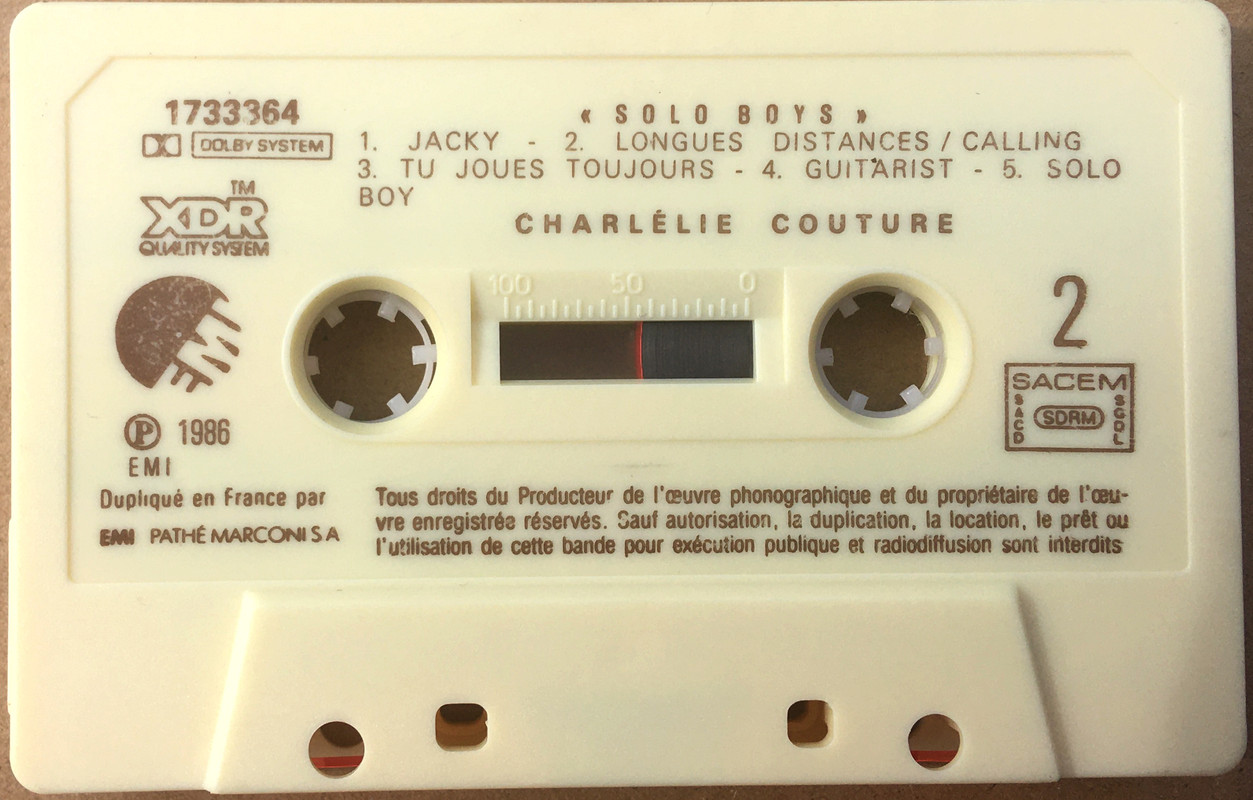 1733364
DOLBY SYSTEM
TM
XDR
QUALITY SYSTEM
« SOLO BOYS »
1. JACKY - 2. LONGUES DISTANCES / CALLING
3. TU JOUES TOUJOURS - 4. GUITARIST - 5. SOLO
BOY
CHARLÉLIE COUTURE
100 50 0
EMI
2
SACEM
SACD
SDRM
SGDL
Ⓟ 1986
EMI
Dupliqué en France par
EMI PATHÉ MARCONI S A
Tous droits du Producteur de l'œuvre phonographique et du propriétaire de l'œu-
vre enregistrée réservés. Sauf autorisation, la duplication, la location, le prêt ou
l'utilisation de cette bande pour exécution publique et radiodiffusion sont interdits